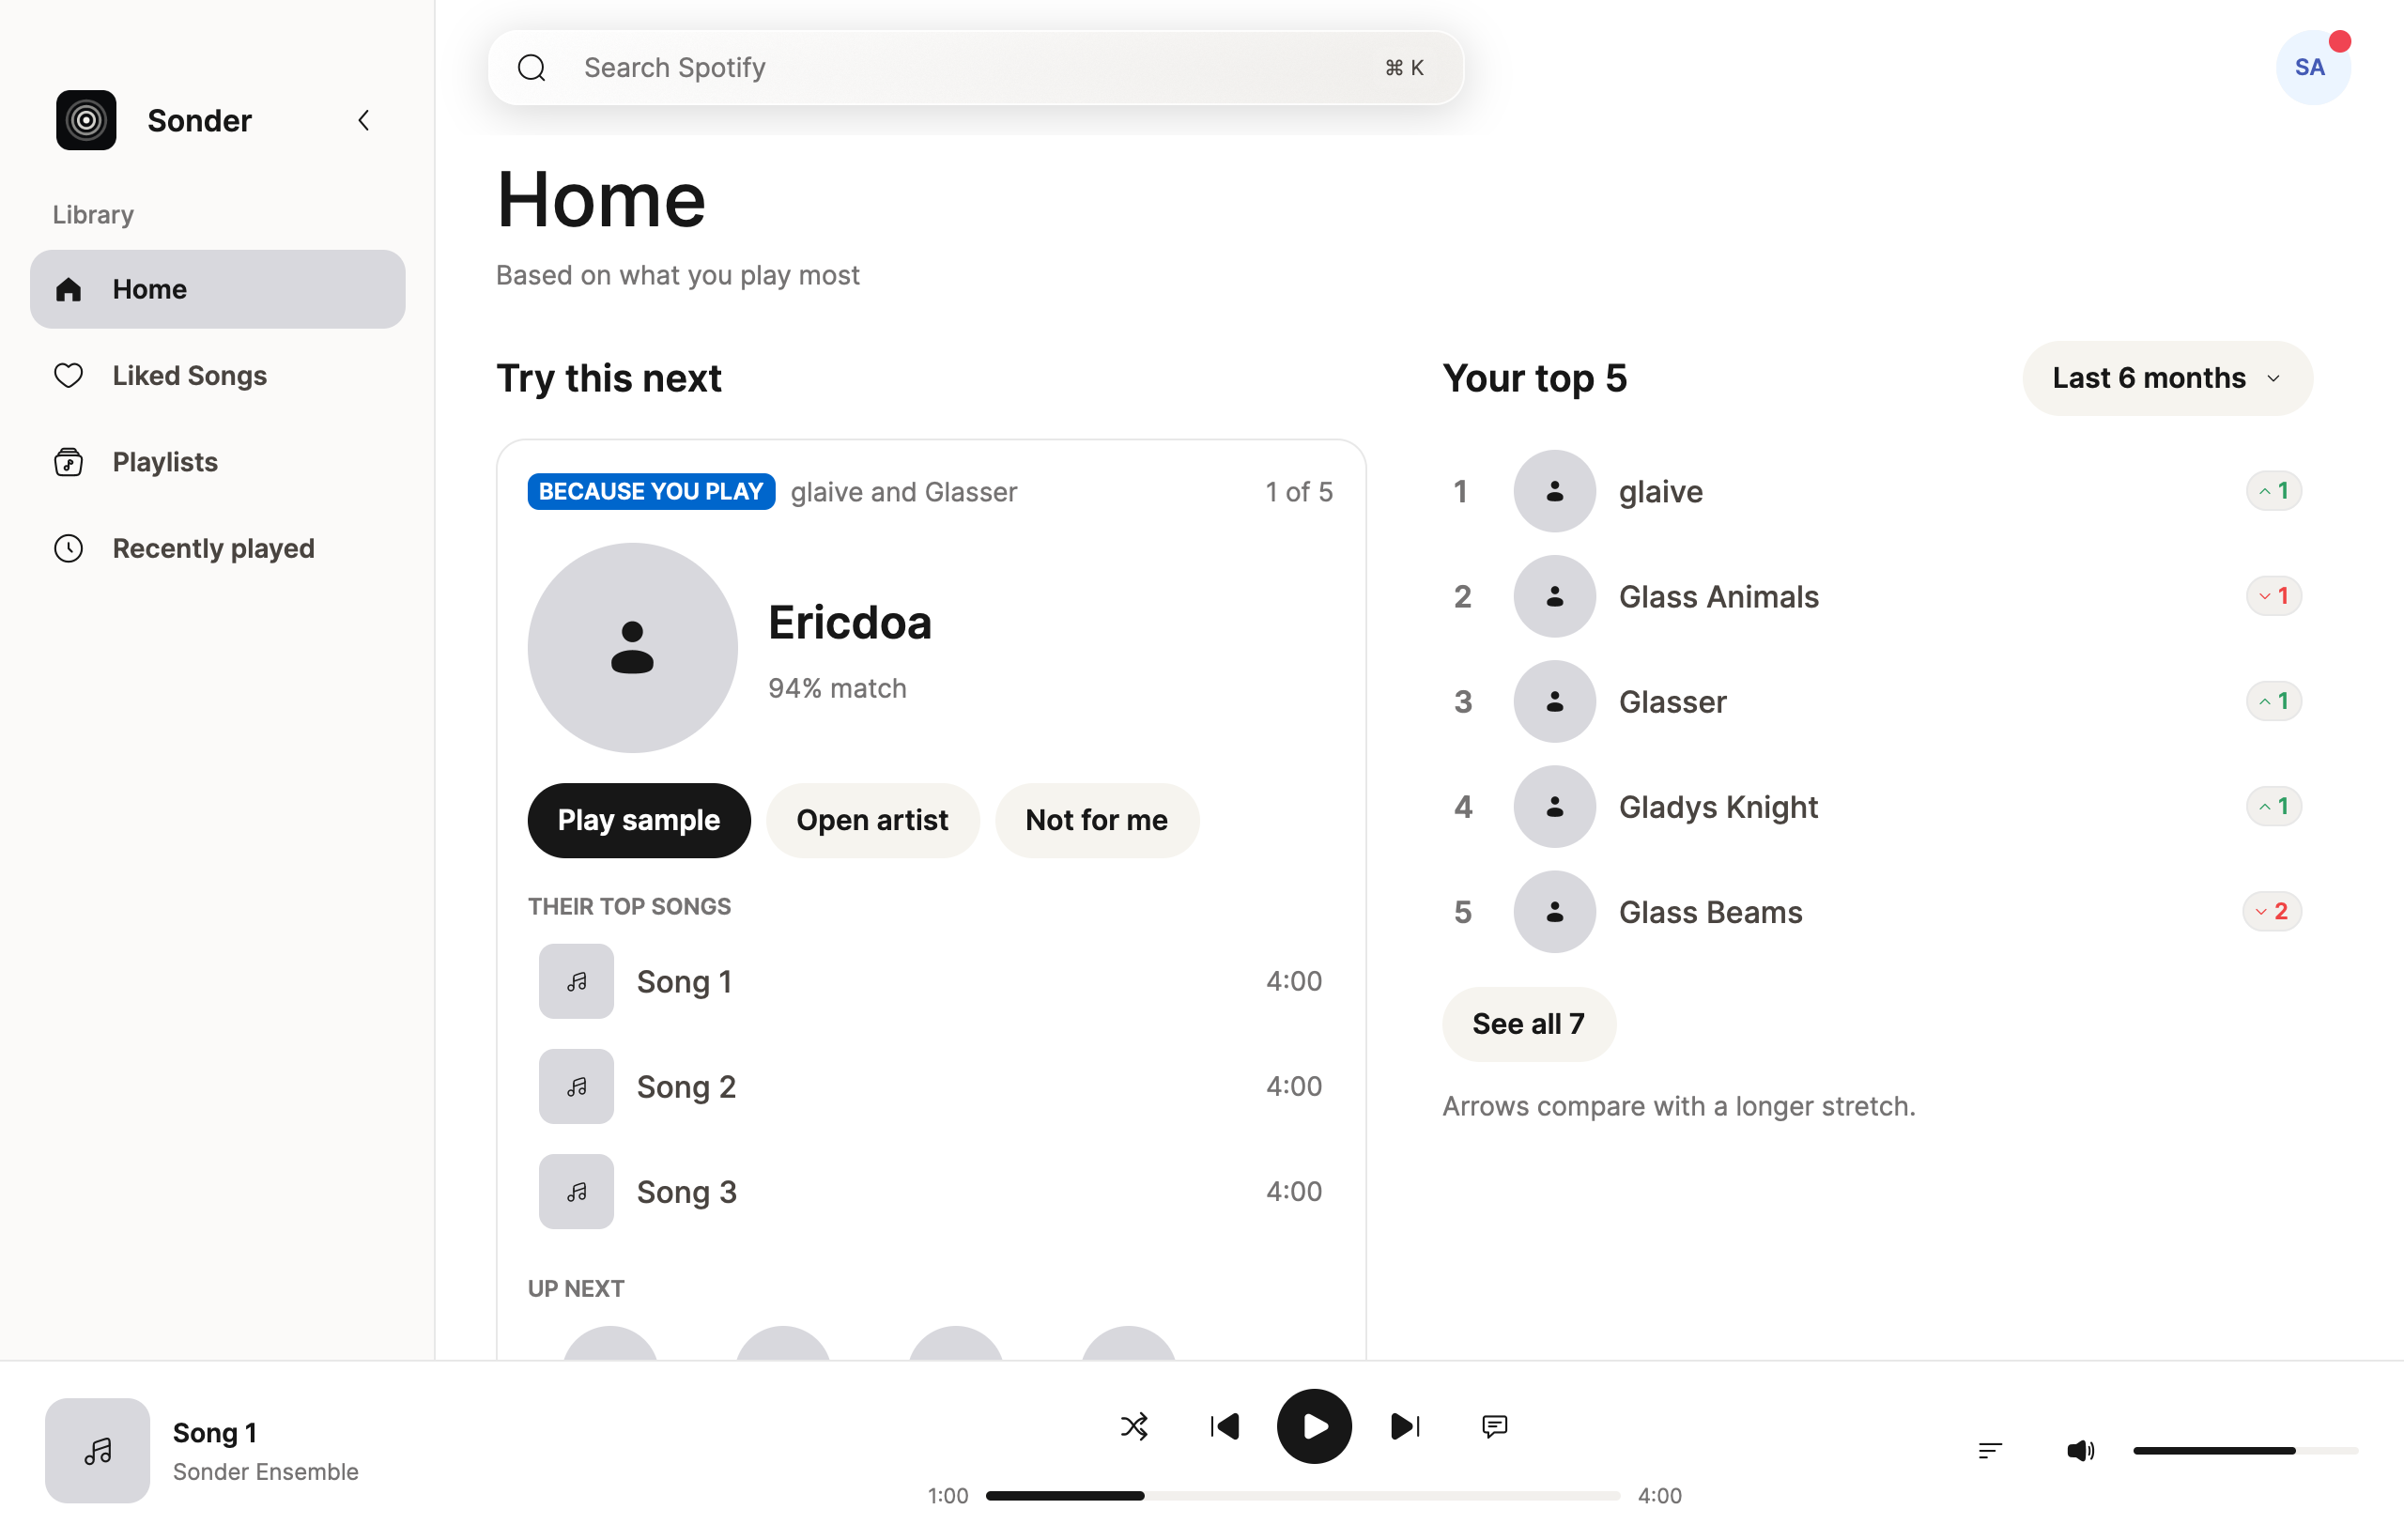 Sonder
Library
Home
Liked Songs
Playlists
Recently played
Search Spotify
⌘ K
SA
Home
Based on what you play most
Try this next
BECAUSE YOU PLAY glaive and Glasser
1 of 5
Ericdoa
94% match
Play sample
Open artist
Not for me
THEIR TOP SONGS
Song 1 4:00
Song 2 4:00
Song 3 4:00
UP NEXT
Your top 5
Last 6 months
1 glaive 1
2 Glass Animals 1
3 Glasser 1
4 Gladys Knight 1
5 Glass Beams 2
See all 7
Arrows compare with a longer stretch.
Song 1
Sonder Ensemble
1:00
4:00